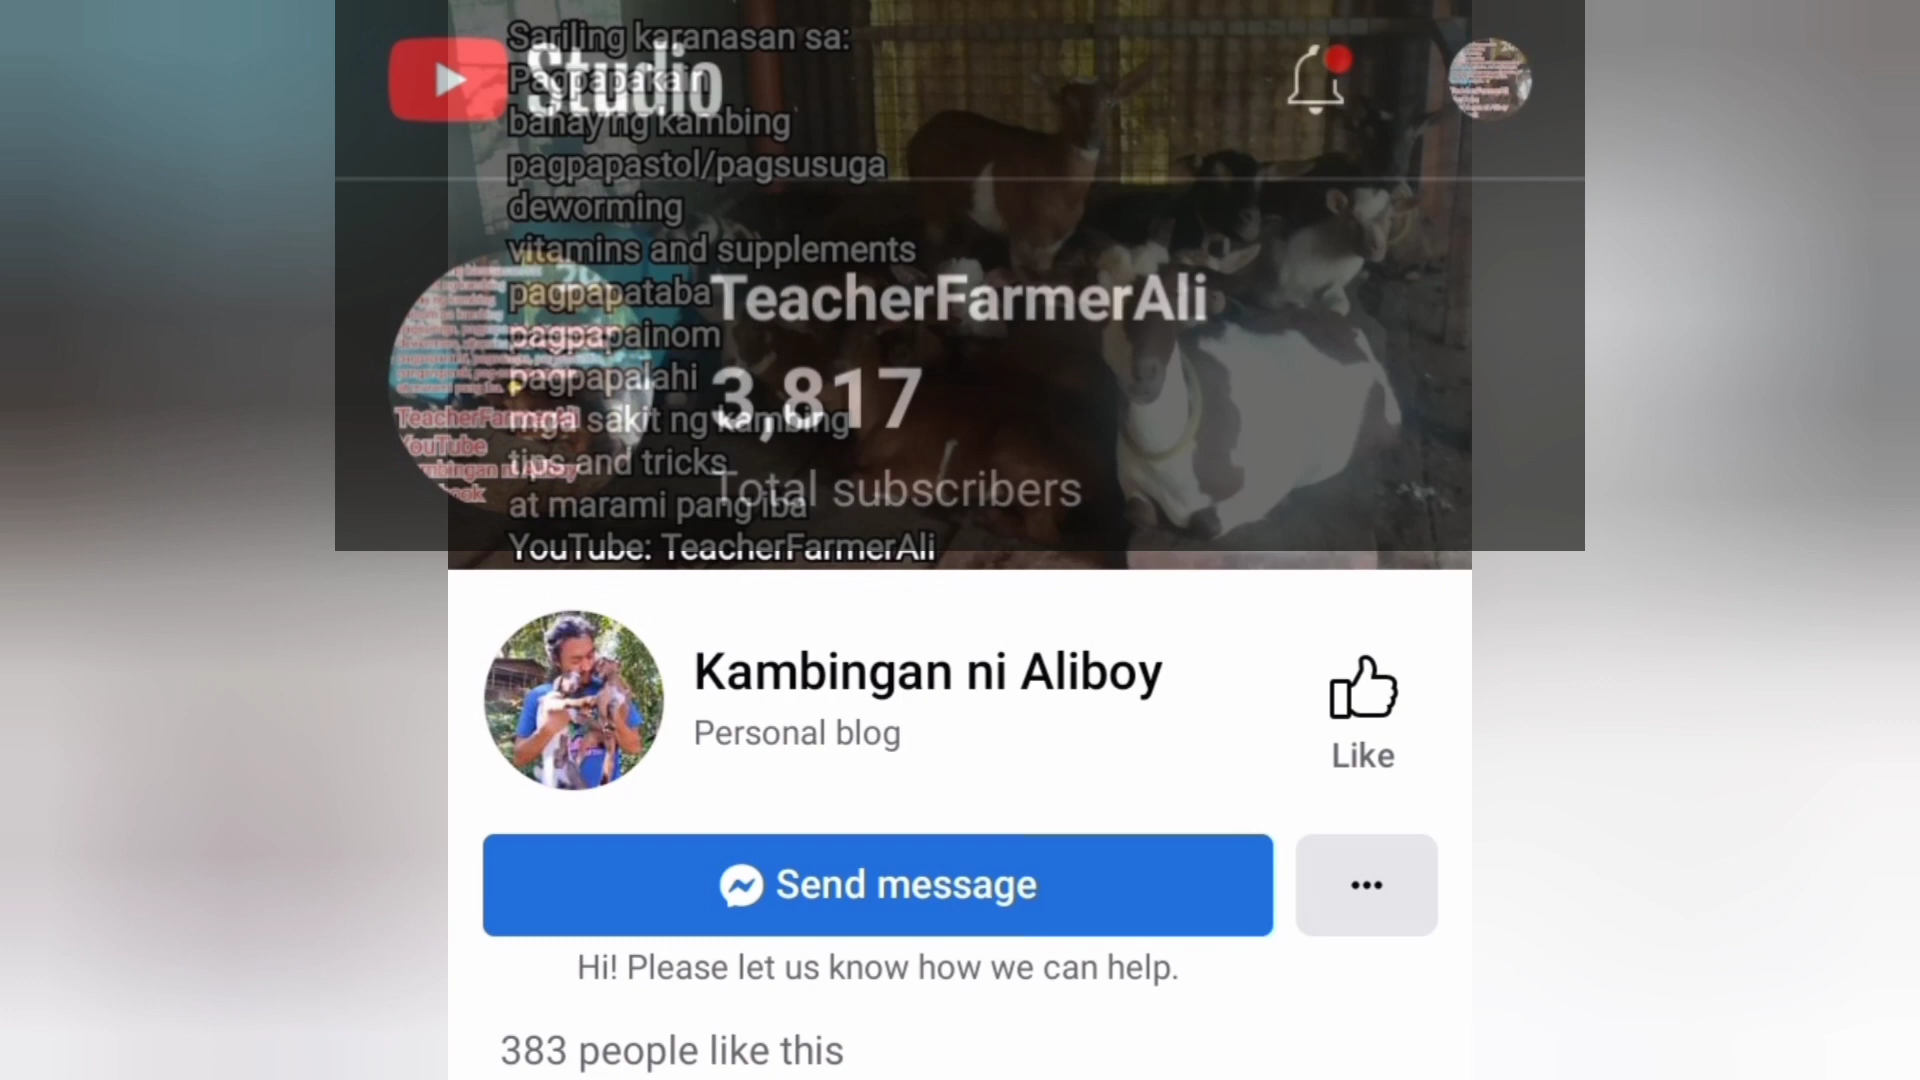 Studio
Sariling karanasan sa:
Pagpapakain
bahay ng kambing
pagpapastol/pagsusuga
deworming
vitamins and supplements
pagpapataba
pagpapainom
pagpapalahi
mga sakit ng kambing
tips and tricks
at marami pang iba
YouTube: TeacherFarmerAli
TeacherFarmerAli
3,817
Total subscribers
TeacherFarmerAli
YouTube
Kambingan ni Aliboy
Personal blog
Like
Send message
Hi! Please let us know how we can help.
383 people like this